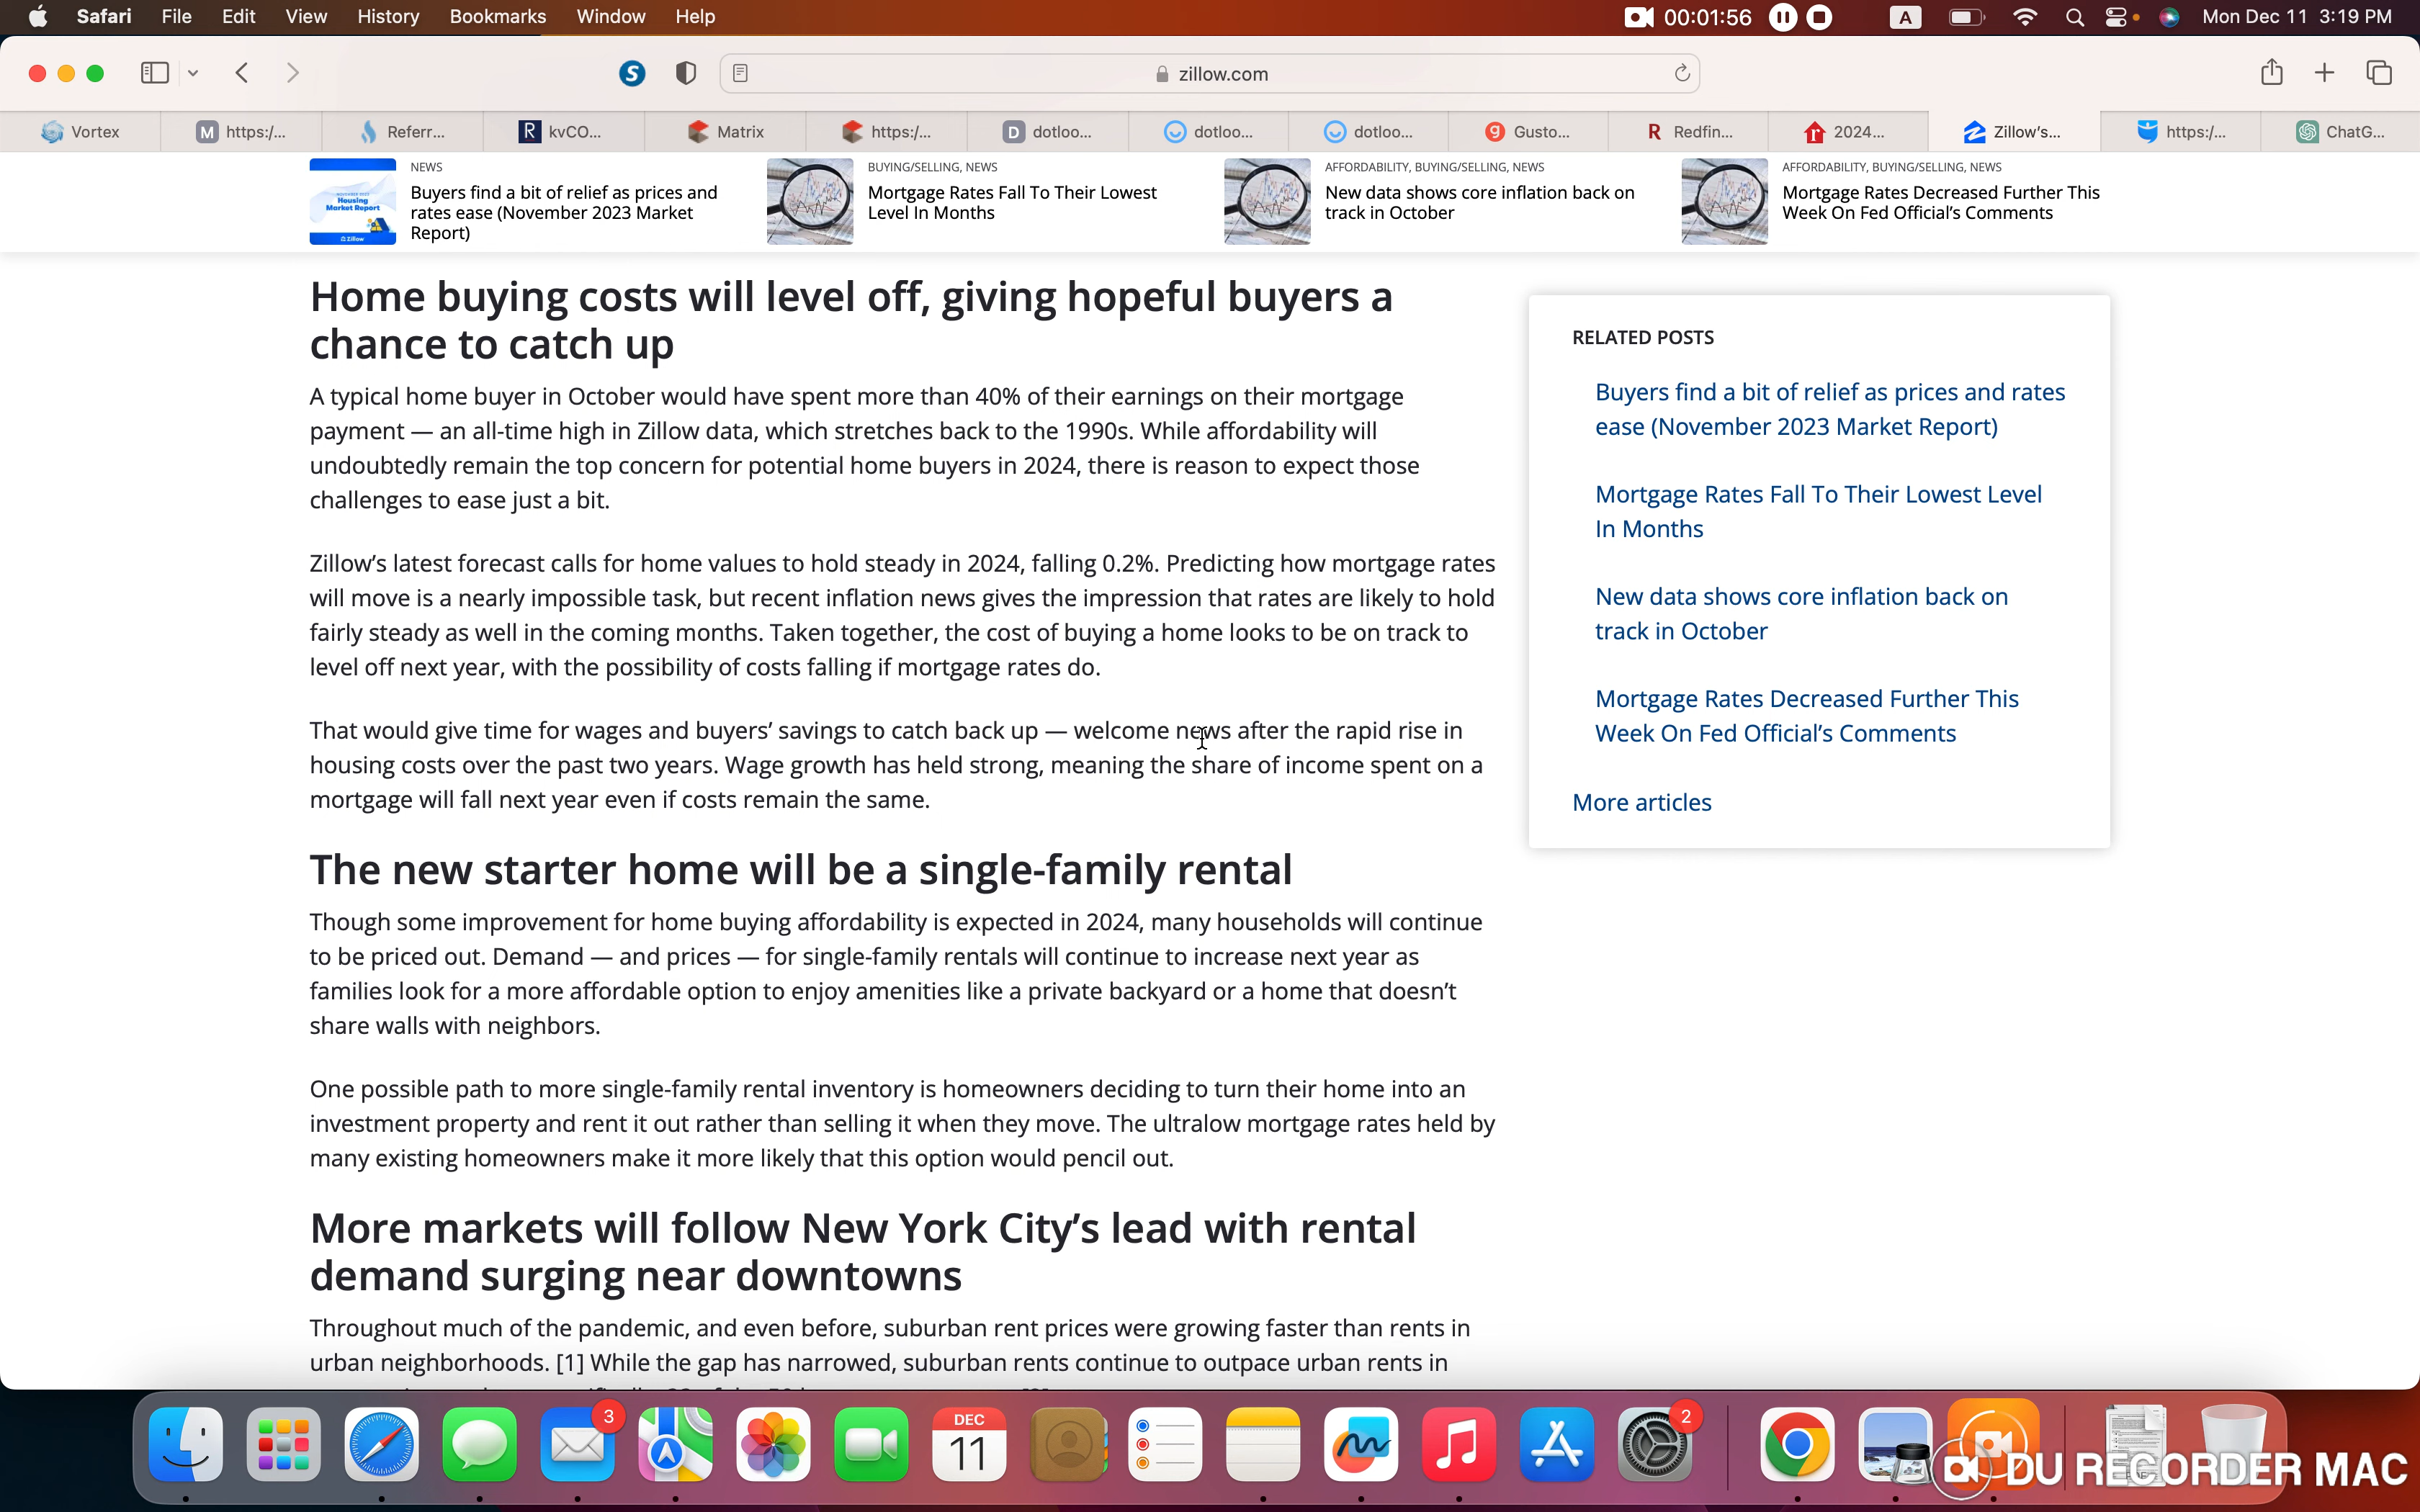 Safari File Edit View History Bookmarks Window Help 00:01:56 A Mon Dec 11 3:19 PM
S zillow.com
Vortex M https:/... Referr... R kvCO... Matrix https:/... D dotloo... dotloo... dotloo... g Gusto... R Redfin... r 2024... Z Zillow's... https:/... ChatG...
NEWS
Buyers find a bit of relief as prices and
rates ease (November 2023 Market
Report)
Housing
Market Report
Zillow
BUYING/SELLING, NEWS
Mortgage Rates Fall To Their Lowest
Level In Months
AFFORDABILITY, BUYING/SELLING, NEWS
New data shows core inflation back on
track in October
AFFORDABILITY, BUYING/SELLING, NEWS
Mortgage Rates Decreased Further This
Week On Fed Official's Comments
Home buying costs will level off, giving hopeful buyers a
chance to catch up
A typical home buyer in October would have spent more than 40% of their earnings on their mortgage
payment — an all-time high in Zillow data, which stretches back to the 1990s. While affordability will
undoubtedly remain the top concern for potential home buyers in 2024, there is reason to expect those
challenges to ease just a bit.
Zillow's latest forecast calls for home values to hold steady in 2024, falling 0.2%. Predicting how mortgage rates
will move is a nearly impossible task, but recent inflation news gives the impression that rates are likely to hold
fairly steady as well in the coming months. Taken together, the cost of buying a home looks to be on track to
level off next year, with the possibility of costs falling if mortgage rates do.
That would give time for wages and buyers' savings to catch back up — welcome news after the rapid rise in
housing costs over the past two years. Wage growth has held strong, meaning the share of income spent on a
mortgage will fall next year even if costs remain the same.
The new starter home will be a single-family rental
Though some improvement for home buying affordability is expected in 2024, many households will continue
to be priced out. Demand — and prices — for single-family rentals will continue to increase next year as
families look for a more affordable option to enjoy amenities like a private backyard or a home that doesn't
share walls with neighbors.
One possible path to more single-family rental inventory is homeowners deciding to turn their home into an
investment property and rent it out rather than selling it when they move. The ultralow mortgage rates held by
many existing homeowners make it more likely that this option would pencil out.
More markets will follow New York City's lead with rental
demand surging near downtowns
Throughout much of the pandemic, and even before, suburban rent prices were growing faster than rents in
urban neighborhoods. [1] While the gap has narrowed, suburban rents continue to outpace urban rents in
RELATED POSTS
Buyers find a bit of relief as prices and rates
ease (November 2023 Market Report)
Mortgage Rates Fall To Their Lowest Level
In Months
New data shows core inflation back on
track in October
Mortgage Rates Decreased Further This
Week On Fed Official's Comments
More articles
3
DEC
11
2
DU RECORDER MAC